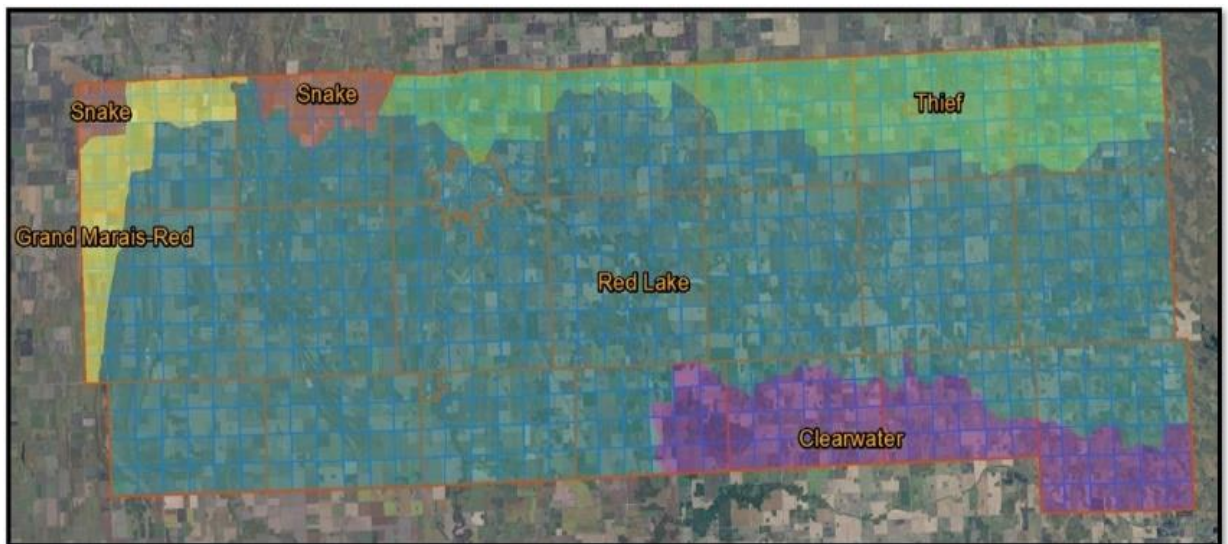 Snake
Snake
Thief
Grand Marais-Red
Red Lake
Clearwater